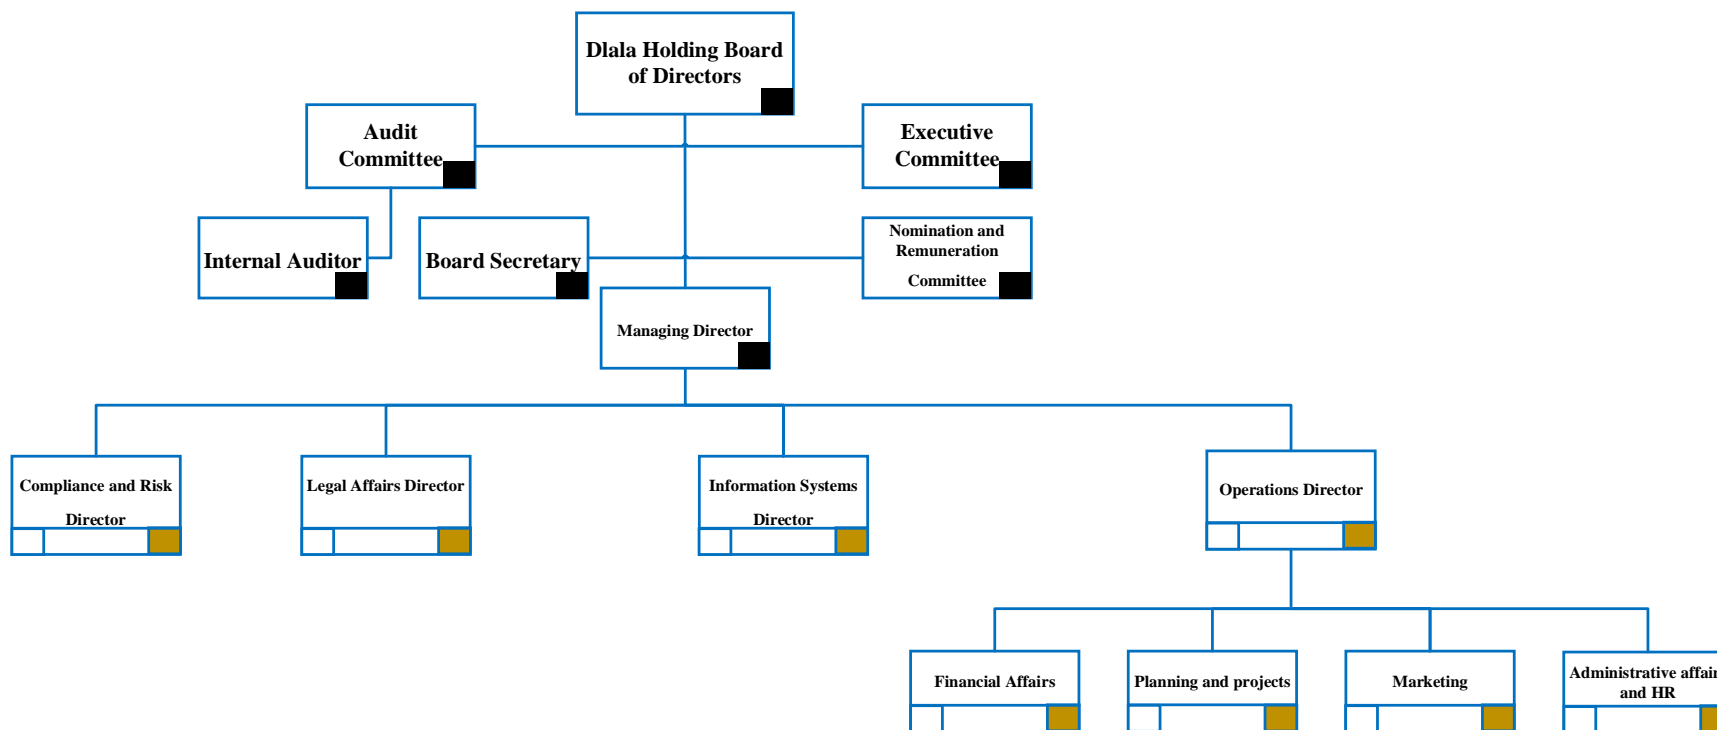 Dlala Holding Board
of Directors
Audit
Committee
Executive
Committee
Internal Auditor
Board Secretary
Nomination and
Remuneration
Committee
Managing Director
Compliance and Risk
Director
Legal Affairs Director
Information Systems
Director
Operations Director
Financial Affairs
Planning and projects
Marketing
Administrative affair
and HR